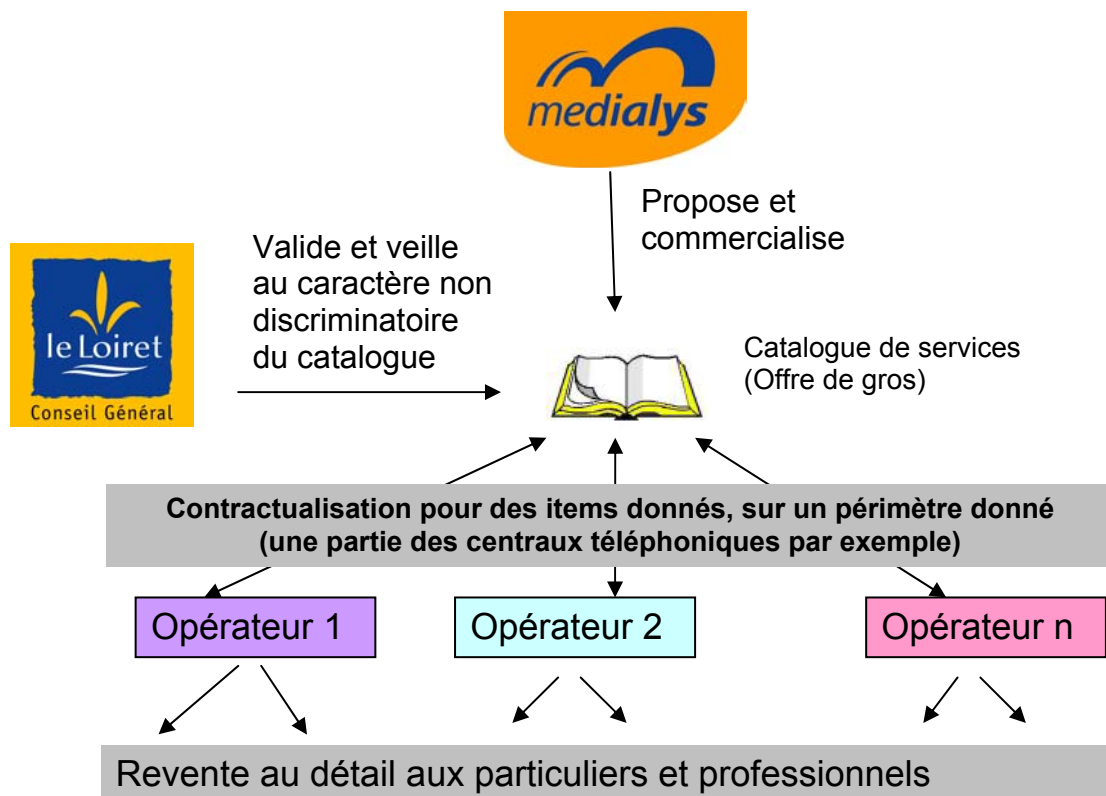 medialys
Propose et
commercialise
Valide et veille
au caractère non
discriminatoire
du catalogue
le Loiret
Conseil Général
Catalogue de services
(Offre de gros)
Contractualisation pour des items donnés, sur un périmètre donné
(une partie des centraux téléphoniques par exemple)
Opérateur 1
Opérateur 2
Opérateur n
Revente au détail aux particuliers et professionnels